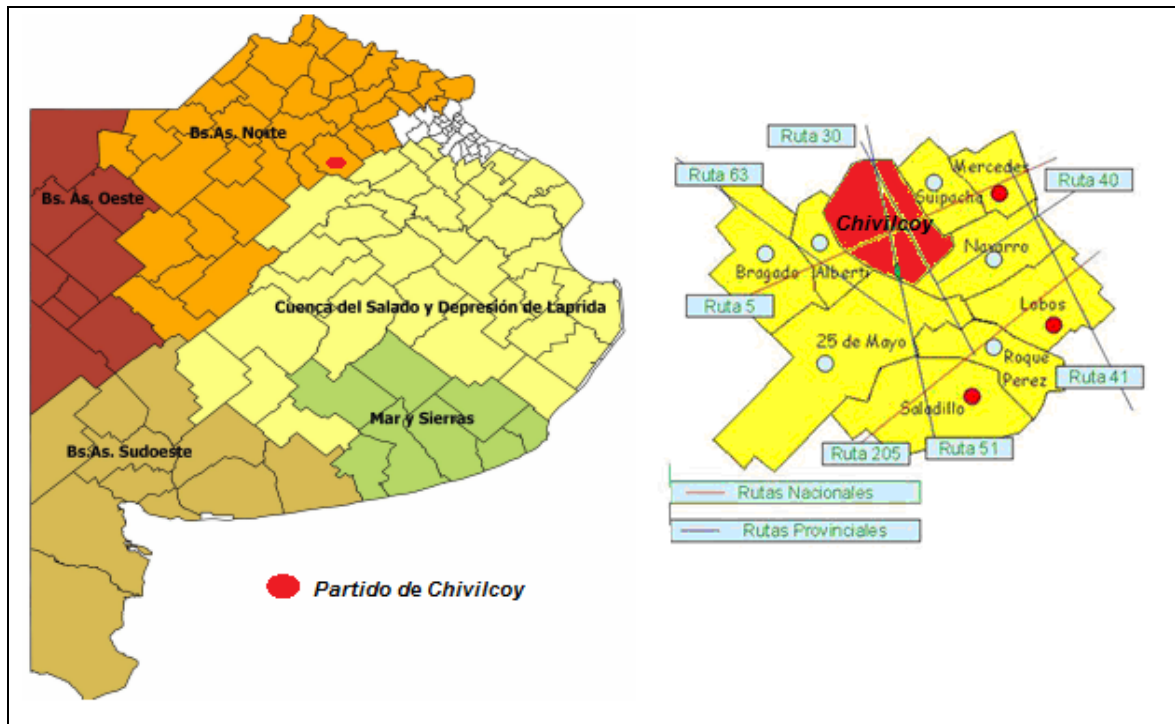 Bs.As. Norte
Bs. As. Oeste
Cuenca del Salado y Depresión de Laprida
Mar y Sierras
Bs.As. Sudoeste
Partido de Chivilcoy
Ruta 30
Ruta 63
Mercedes
Ruta 40
Suipacha
Chivilcoy
Navarro
Bragado
Alberti
Ruta 5
Lobos
25 de Mayo
Roque
Perez
Ruta 41
Saladillo
Ruta 205
Ruta 51
Rutas Nacionales
Rutas Provinciales